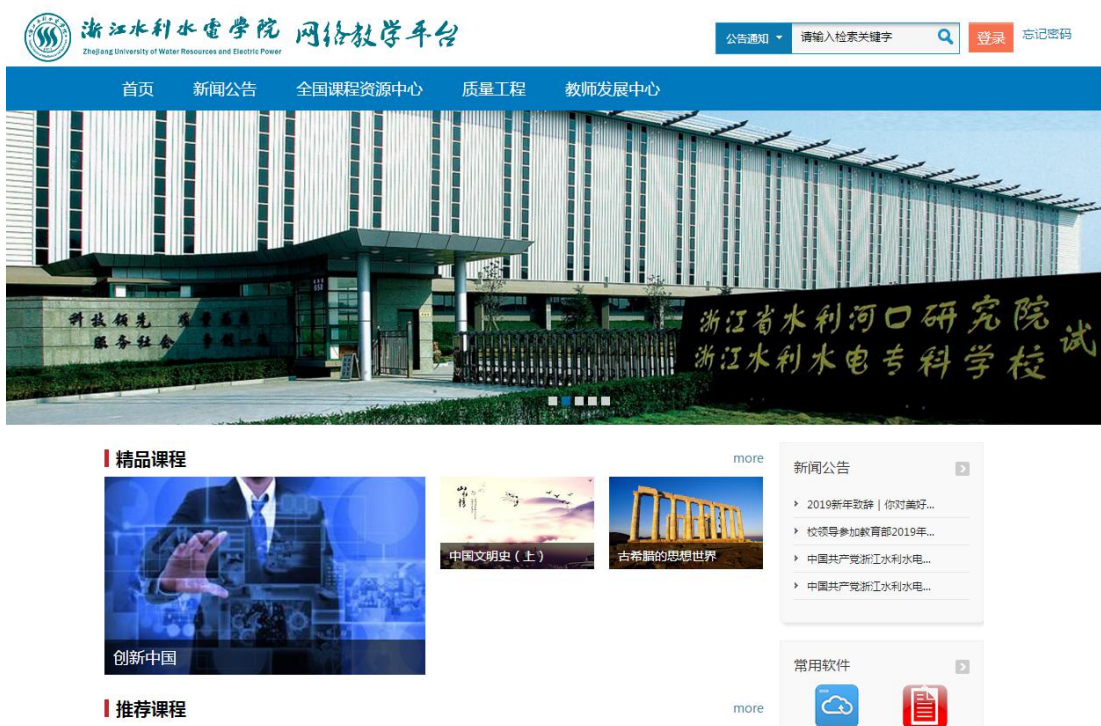 浙江水利水電学院 网络教学平台
Zhejiang University of Water Resources and Electric Power
公告通知
请输入检索关键字
登录
忘记密码
首页 新闻公告 全国课程资源中心 质量工程 教师发展中心
科技领先
服务社会
浙江省水利河口研究院
浙江水利水电专科学校
试
精品课程
more
创新中国
中国文明史（上）
古希腊的思想世界
新闻公告
2019新年致辞 | 你对美好...
校领导参加教育部2019年...
中国共产党浙江水利水电...
中国共产党浙江水利水电...
推荐课程
more
常用软件